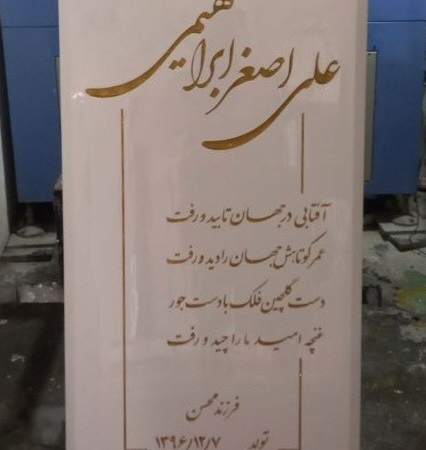 علی اصغر ابراهیمی
آفتابی در جهان تابید و رفت
عمر کوتاهش جهان را دید و رفت
دست گلچین فلک با دست جور
غنچه امید ما را چید و رفت
فرزند محسن
تولد ۱۳۹۶/۱۲/۷